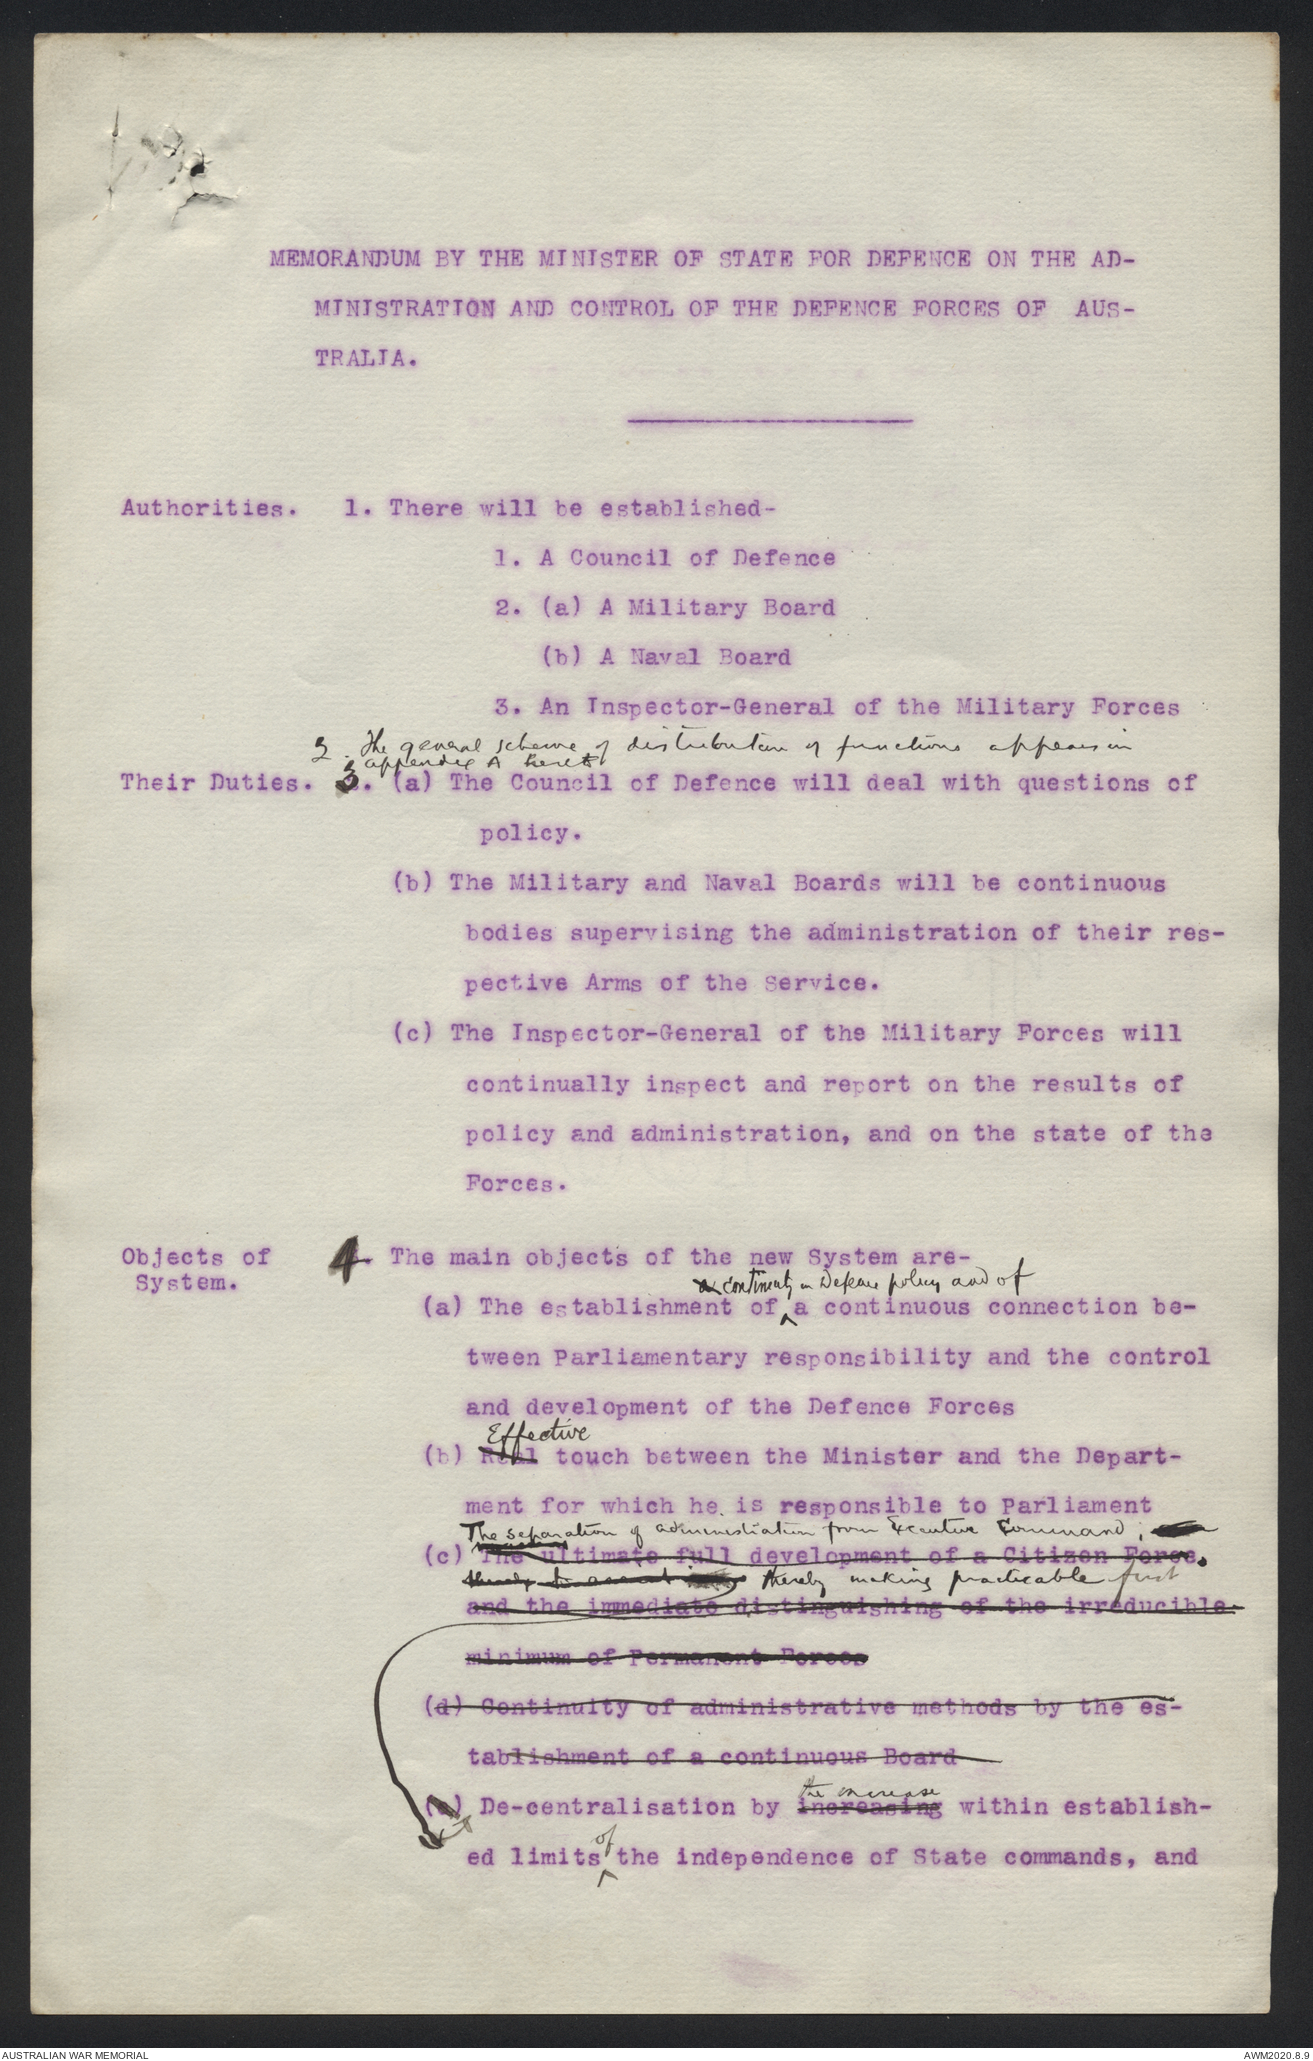 MEMORANDUM BY THE MINISTER OF STATE FOR DEFENCE ON THE AD-
MINISTRATION AND CONTROL OF THE DEFENCE FORCES OF AUS-
TRALIA.
Authorities. 1. There will be established-
1. A Council of Defence
2. (a) A Military Board
(b) A Naval Board
3. An Inspector-General of the Military Forces
2. The general scheme of distribution of functions appears in
appendix A hereto
Their Duties. 3. (a) The Council of Defence will deal with questions of
policy.
(b) The Military and Naval Boards will be continuous
bodies supervising the administration of their res-
pective Arms of the Service.
(c) The Inspector-General of the Military Forces will
continually inspect and report on the results of
policy and administration, and on the state of the
Forces.
Objects of
System.
4. The main objects of the new System are-
continuity in Defence policy and of
(a) The establishment of a continuous connection be-
tween Parliamentary responsibility and the control
and development of the Defence Forces
Effective
(b) Real touch between the Minister and the Depart-
ment for which he is responsible to Parliament
The separation of administration from Executive Command;
(c) The ultimate full development of a Citizen Force,
thereby making practicable first
and the immediate distinguishing of the irreducible
minimum of Permanent Forces
(d) Continuity of administrative methods by the es-
tablishment of a continuous Board
the increase
De-centralisation by increasing within establish-
of
ed limits the independence of State commands, and
AUSTRALIAN WAR MEMORIAL
AWM2020.8.9